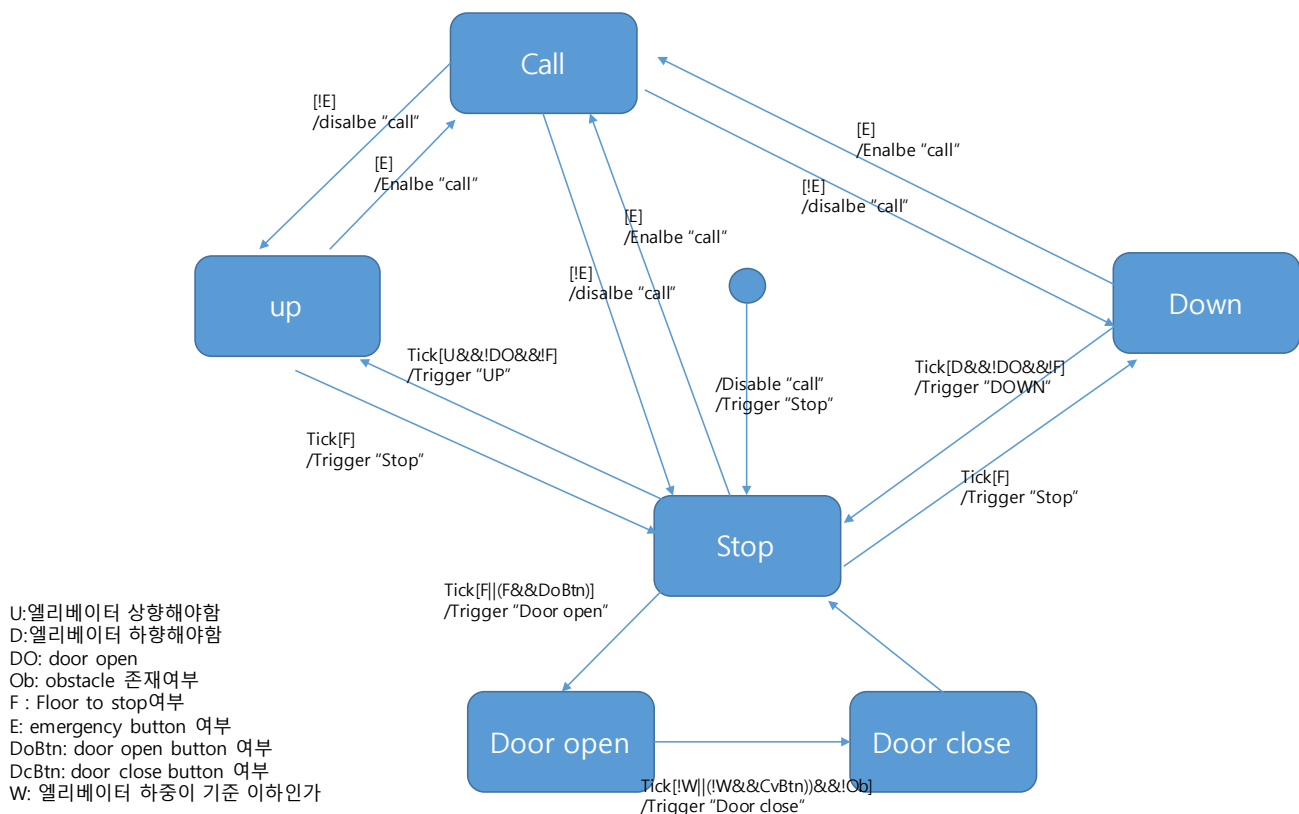 Call
[!E]
/disalbe “call”
[E]
/Enalbe “call”
[E]
/Enalbe “call”
[!E]
/disalbe “call”
[E]
/Enalbe “call”
[!E]
/disalbe “call”
up
Down
Tick[U&&!DO&&!F]
/Trigger “UP”
/Disable “call”
/Trigger “Stop”
Tick[D&&!DO&&!F]
/Trigger “DOWN”
Tick[F]
/Trigger “Stop”
Tick[F]
/Trigger “Stop”
Stop
Tick[F||(F&&DoBtn)]
/Trigger “Door open”
Door open
Door close
Tick[!W||(!W&&CvBtn))&&!Ob]
/Trigger “Door close”
U:엘리베이터 상향해야함
D:엘리베이터 하향해야함
DO: door open
Ob: obstacle 존재여부
F : Floor to stop여부
E: emergency button 여부
DoBtn: door open button 여부
DcBtn: door close button 여부
W: 엘리베이터 하중이 기준 이하인가